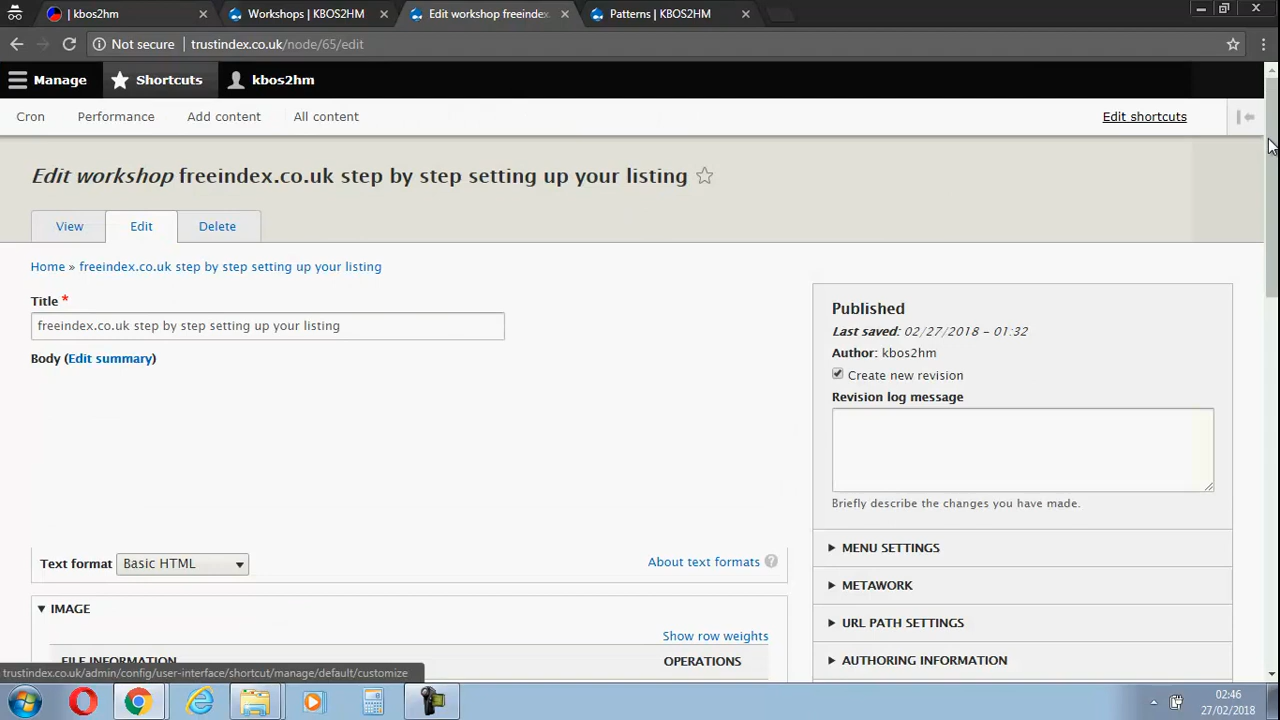 | kbos2hm
Workshops | KBOS2HM
Edit workshop freeindex.
Patterns | KBOS2HM
Not secure
trustindex.co.uk/node/65/edit
Manage
Shortcuts
kbos2hm
Cron
Performance
Add content
All content
Edit shortcuts
Edit workshop freeindex.co.uk step by step setting up your listing
View
Edit
Delete
Home » freeindex.co.uk step by step setting up your listing
Title *
freeindex.co.uk step by step setting up your listing
Body (Edit summary)
Published
Last saved: 02/27/2018 - 01:32
Author: kbos2hm
Create new revision
Revision log message
Briefly describe the changes you have made.
MENU SETTINGS
METAWORK
URL PATH SETTINGS
AUTHORING INFORMATION
Text format
Basic HTML
About text formats ?
IMAGE
Show row weights
FILE INFORMATION
OPERATIONS
trustindex.co.uk/admin/config/user-interface/shortcut/manage/default/customize
02:46
27/02/2018